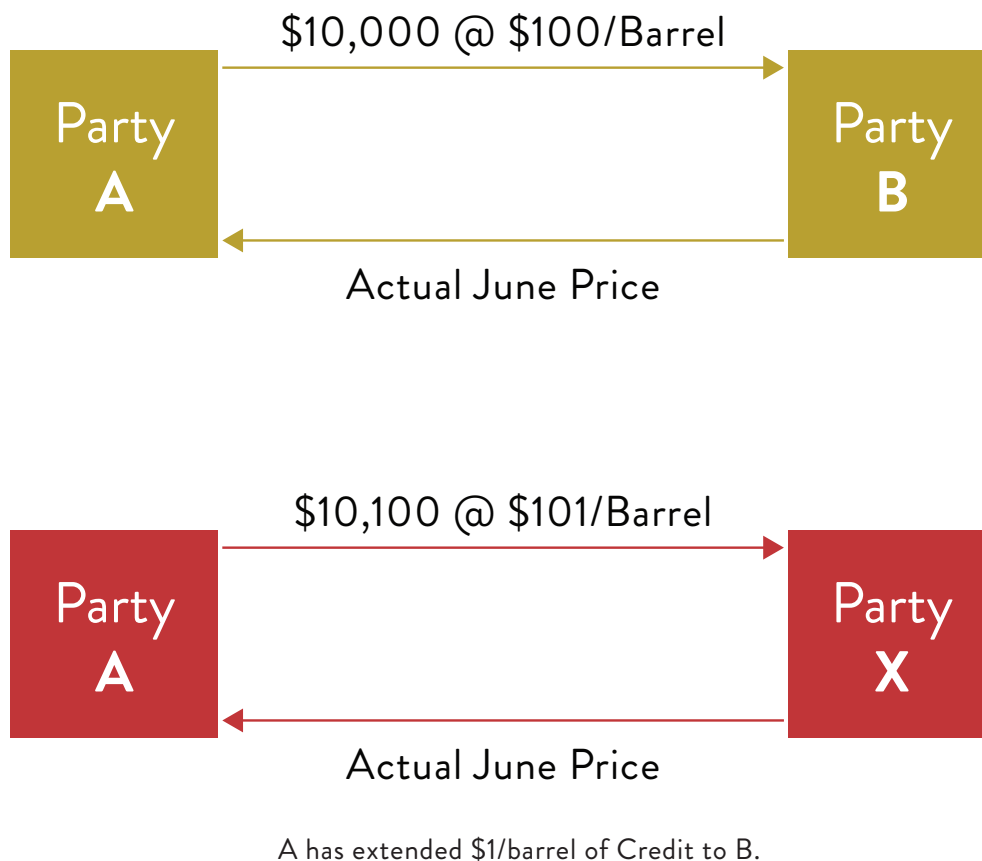 $10,000 @ $100/Barrel
Party
A
Party
B
Actual June Price
$10,100 @ $101/Barrel
Party
A
Party
X
Actual June Price
A has extended $1/barrel of Credit to B.